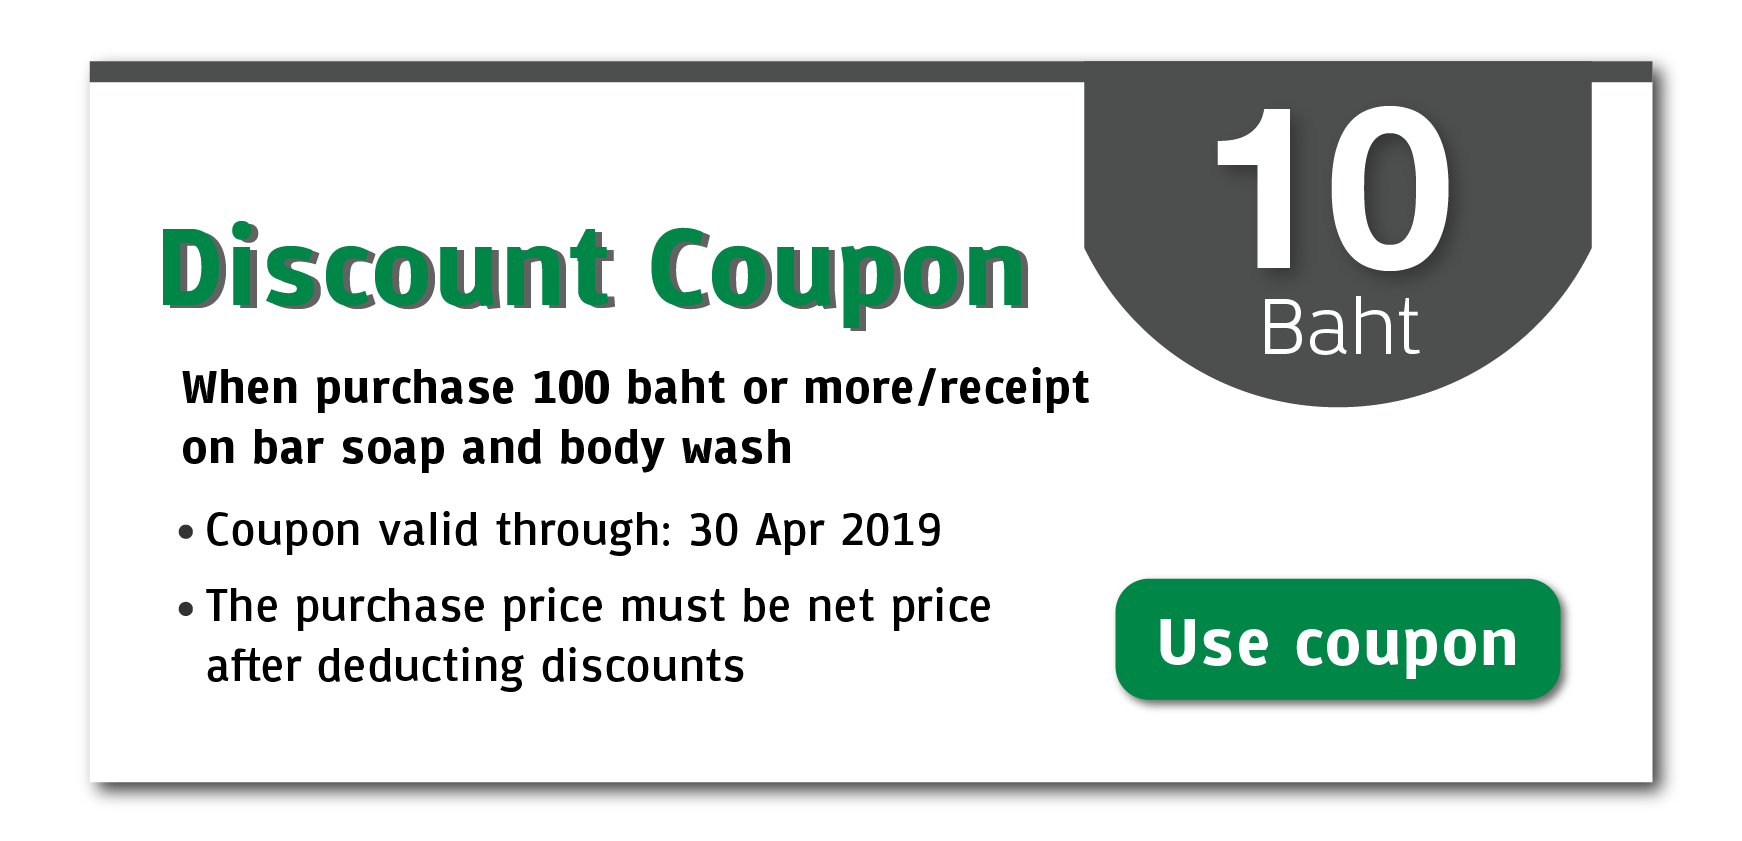 10
Baht
Discount Coupon
When purchase 100 baht or more/receipt
on bar soap and body wash
• Coupon valid through: 30 Apr 2019
• The purchase price must be net price
after deducting discounts
Use coupon